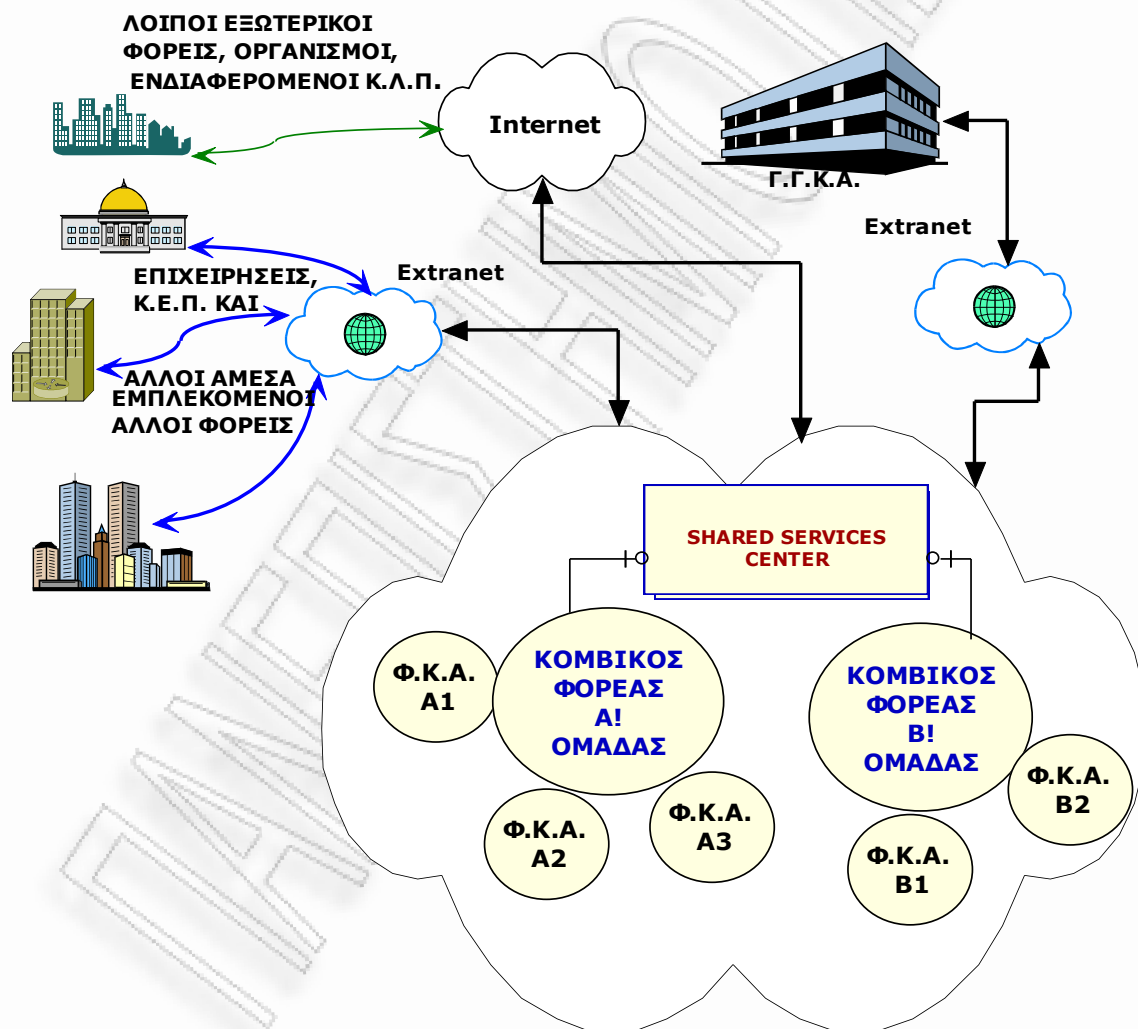 ΛΟΙΠΟΙ ΕΞΩΤΕΡΙΚΟΙ
ΦΟΡΕΙΣ, ΟΡΓΑΝΙΣΜΟΙ,
ΕΝΔΙΑΦΕΡΟΜΕΝΟΙ Κ.Λ.Π.
Internet
Γ.Γ.Κ.Α.
Extranet
Extranet
ΕΠΙΧΕΙΡΗΣΕΙΣ,
Κ.Ε.Π. ΚΑΙ
ΑΛΛΟΙ ΑΜΕΣΑ
ΕΜΠΛΕΚΟΜΕΝΟΙ
ΑΛΛΟΙ ΦΟΡΕΙΣ
SHARED SERVICES
CENTER
Φ.Κ.Α.
Α1
ΚΟΜΒΙΚΟΣ
ΦΟΡΕΑΣ
Α!
ΟΜΑΔΑΣ
ΚΟΜΒΙΚΟΣ
ΦΟΡΕΑΣ
Β!
ΟΜΑΔΑΣ
Φ.Κ.Α.
Α2
Φ.Κ.Α.
Α3
Φ.Κ.Α.
Β1
Φ.Κ.Α.
Β2